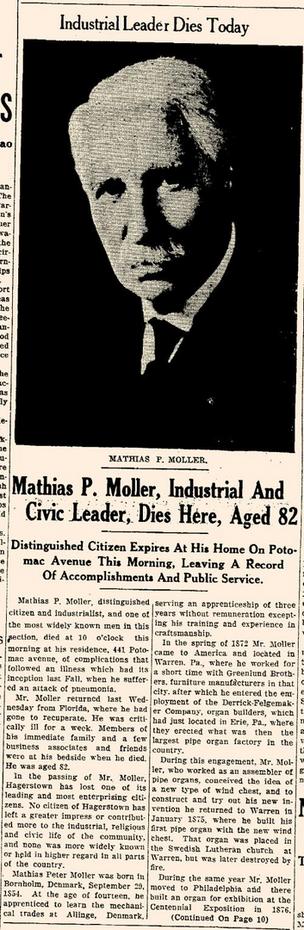 Industrial Leader Dies Today
MATHIAS P. MOLLER.
Mathias P. Moller, Industrial And
Civic Leader, Dies Here, Aged 82
Distinguished Citizen Expires At His Home On Poto-
mac Avenue This Morning, Leaving A Record
Of Accomplishments And Public Service.
Mathias P. Moller, distinguished
citizen and industrialist, and one of
the most widely known men in this
section, died at 10 o'clock this
morning at his residence, 441 Poto-
mac avenue, of complications that
followed an illness which had its
inception last Fall, when he suffer-
ed an attack of pneumonia.
Mr. Moller returned last Wed-
nesday from Florida, where he had
gone to recuperate. He was criti-
cally ill for a week. Members of
his immediate family and a few
business associates and friends
were at his bedside when he died.
He was aged 82.
In the passing of Mr. Moller,
Hagerstown has lost one of its
leading and most enterprising citi-
zens. No citizen of Hagerstown has
left a greater impress or contribut-
ed more to the industrial, religious
and civic life of the community,
and none was more widely known
or held in higher regard in all parts
of the country.
Mathias Peter Moller was born in
Bornholm, Denmark, September 29,
1854. At the age of fourteen, he
apprenticed to learn the mechani-
cal trades at Allinge, Denmark,
serving an apprenticeship of three
years without remuneration except-
ing his training and experience in
craftsmanship.
In the spring of 1872 Mr. Moller
came to America and located in
Warren, Pa., where he worked for
a short time with Greenlund Broth-
ers, furniture manufacturers in that
city, after which he entered the em-
ployment of the Derrick-Felgemak-
er Company, organ builders, which
had just located in Erie, Pa., where
they erected what was then the
largest pipe organ factory in the
country.
During this engagement, Mr. Mol-
ler, who worked as an assembler of
pipe organs, conceived the idea of
a new type of wind chest, and to
construct and try out his new in-
vention he returned to Warren in
January 1875, where he built his
first pipe organ with the new wind
chest. That organ was placed in
the Swedish Lutheran church at
Warren, but was later destroyed by
fire.
During the same year Mr. Moller
moved to Philadelphia and there
built an organ for exhibition at the
Centennial Exposition in 1876.
(Continued On Page 10)